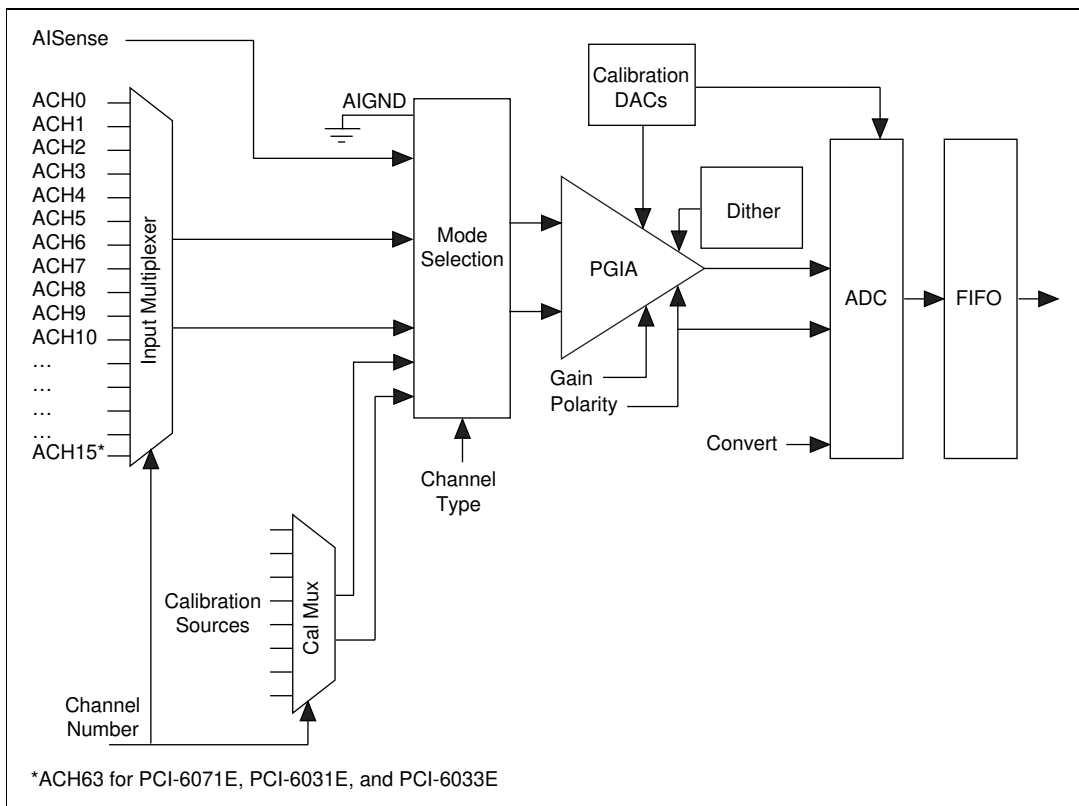 AISense
ACH0
ACH1
ACH2
ACH3
ACH4
ACH5
ACH6
ACH7
ACH8
ACH9
ACH10
…
…
…
…
ACH15*
Input Multiplexer
AIGND
Mode
Selection
Channel
Type
Calibration
DACs
Dither
PGIA
Gain
Polarity
Convert
ADC
FIFO
Calibration
Sources
Cal Mux
Channel
Number
*ACH63 for PCI-6071E, PCI-6031E, and PCI-6033E